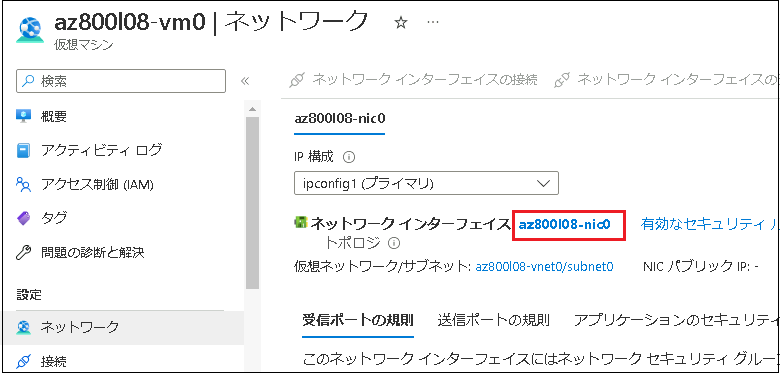 az800l08-vm0 | ネットワーク ☆ …
仮想マシン
検索 «
概要
アクティビティ ログ
アクセス制御 (IAM)
タグ
問題の診断と解決
設定
ネットワーク
接続
ネットワーク インターフェイスの接続 ネットワーク インターフェイスの
az800l08-nic0
IP 構成
ipconfig1 (プライマリ)
ネットワーク インターフェイス az800l08-nic0 有効なセキュリティ
トポロジ
仮想ネットワーク/サブネット: az800l08-vnet0/subnet0 NIC パブリック IP: -
受信ポートの規則 送信ポートの規則 アプリケーションのセキュリティ
このネットワーク インターフェイスにはネットワーク セキュリティ グルー